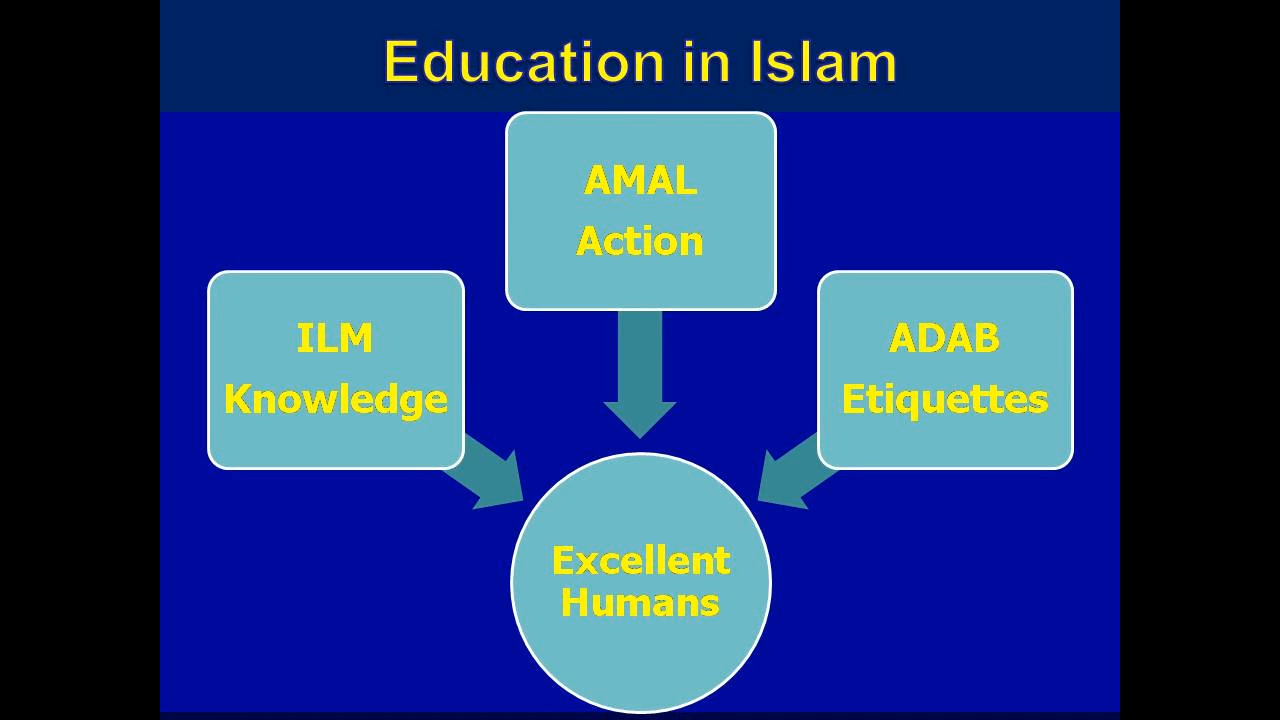 Education in Islam
AMAL
Action
ILM
Knowledge
ADAB
Etiquettes
Excellent
Humans